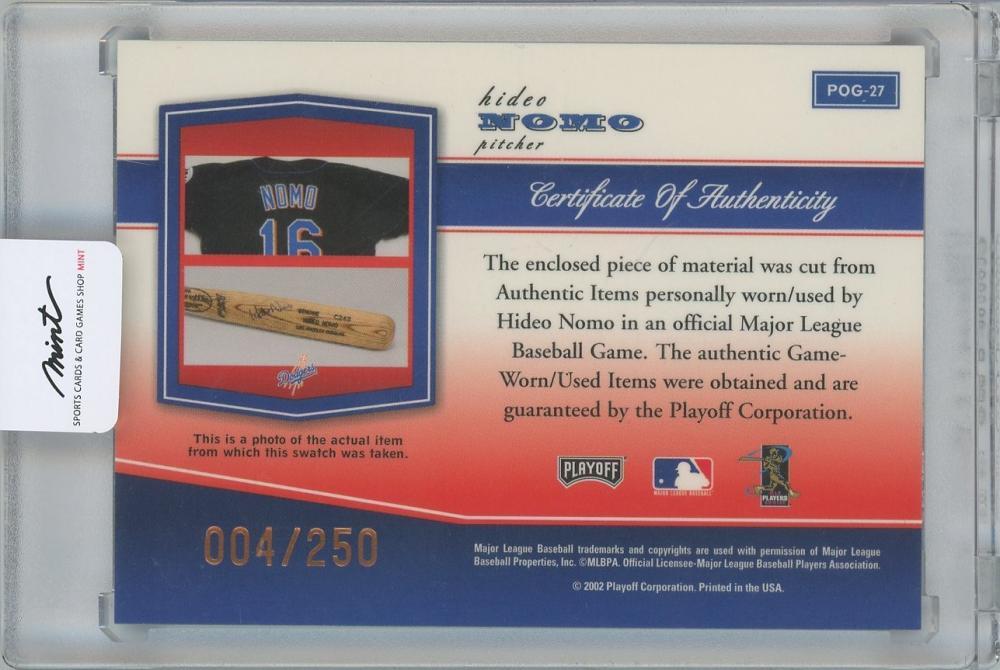 hideo
NOMO
pitcher
POG-27
Certificate Of Authenticity
NOMO
16
C243
HIDEO NOMO
Dodgers
The enclosed piece of material was cut from
Authentic Items personally worn/used by
Hideo Nomo in an official Major League
Baseball Game. The authentic Game-
Worn/Used Items were obtained and are
guaranteed by the Playoff Corporation.
This is a photo of the actual item
from which this swatch was taken.
PLAYOFF
MAJOR LEAGUE BASEBALL
PLAYERS
004/250
Major League Baseball trademarks and copyrights are used with permission of Major League
Baseball Properties, Inc. ©MLBPA. Official Licensee-Major League Baseball Players Association.
© 2002 Playoff Corporation. Printed in the USA.
mint
SPORTS CARDS & CARD GAMES SHOP MINT